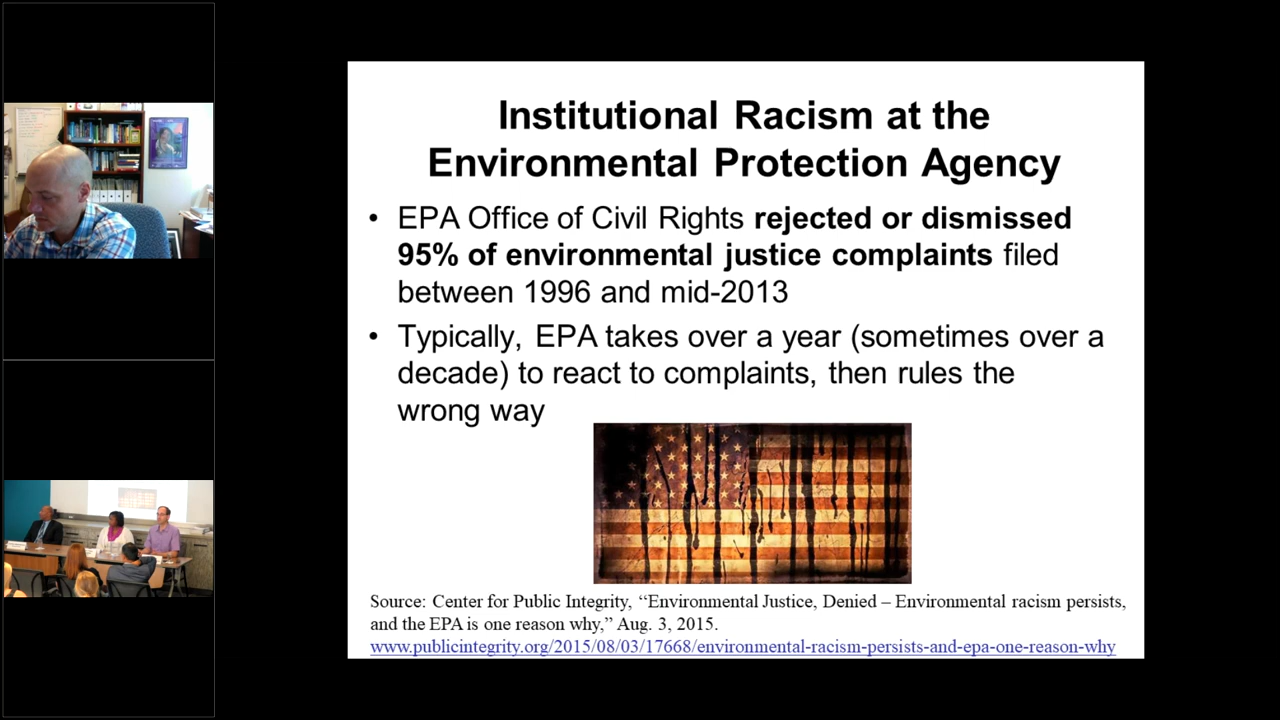 Institutional Racism at the
Environmental Protection Agency
• EPA Office of Civil Rights rejected or dismissed
95% of environmental justice complaints filed
between 1996 and mid-2013
• Typically, EPA takes over a year (sometimes over a
decade) to react to complaints, then rules the
wrong way
Source: Center for Public Integrity, “Environmental Justice, Denied – Environmental racism persists,
and the EPA is one reason why,” Aug. 3, 2015.
www.publicintegrity.org/2015/08/03/17668/environmental-racism-persists-and-epa-one-reason-why